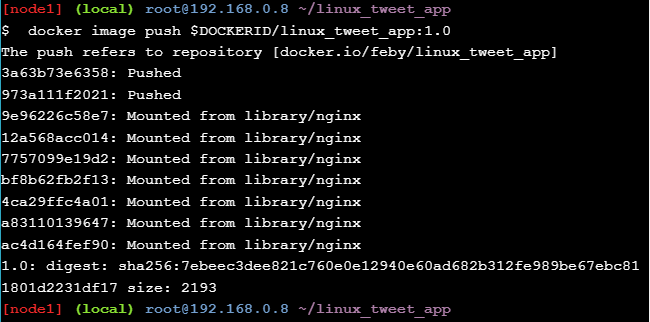 [node1] (local) root@192.168.0.8 ~/linux_tweet_app
$  docker image push $DOCKERID/linux_tweet_app:1.0
The push refers to repository [docker.io/feby/linux_tweet_app]
3a63b73e6358: Pushed
973a111f2021: Pushed
9e96226c58e7: Mounted from library/nginx
12a568acc014: Mounted from library/nginx
7757099e19d2: Mounted from library/nginx
bf8b62fb2f13: Mounted from library/nginx
4ca29ffc4a01: Mounted from library/nginx
a83110139647: Mounted from library/nginx
ac4d164fef90: Mounted from library/nginx
1.0: digest: sha256:7ebeec3dee821c760e0e12940e60ad682b312fe989be67ebc81
1801d2231df17 size: 2193
[node1] (local) root@192.168.0.8 ~/linux_tweet_app